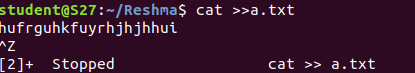 student@S27:~/Reshma$ cat >>a.txt
hufrguhkfuyrhjhjhhui
^Z
[2]+  Stopped                 cat >> a.txt